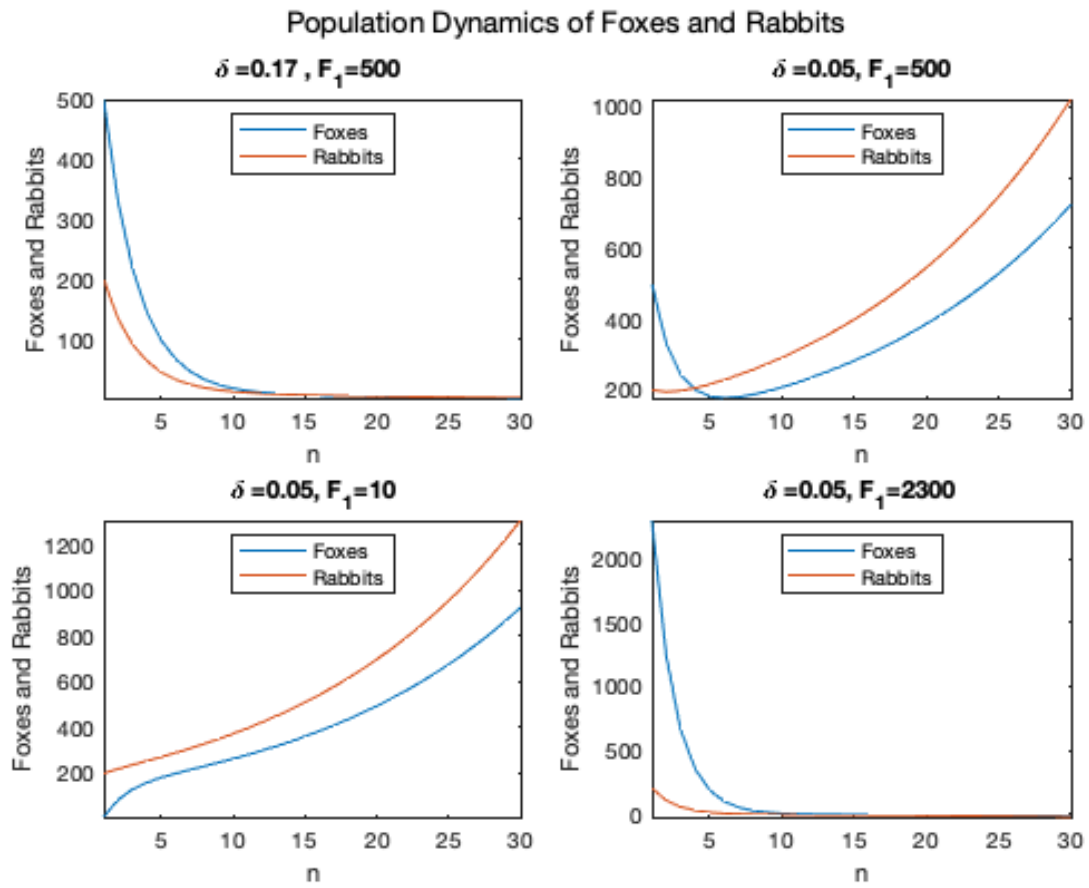 Population Dynamics of Foxes and Rabbits
δ =0.17 , F₁=500
500
400
300
200
100
Foxes and Rabbits
Foxes
Rabbits
5 10 15 20 25 30
n
δ =0.05, F₁=500
1000
800
600
400
200
Foxes and Rabbits
Foxes
Rabbits
5 10 15 20 25 30
n
δ =0.05, F₁=10
1200
1000
800
600
400
200
Foxes and Rabbits
Foxes
Rabbits
5 10 15 20 25 30
n
δ =0.05, F₁=2300
2000
1500
1000
500
0
Foxes and Rabbits
Foxes
Rabbits
5 10 15 20 25 30
n